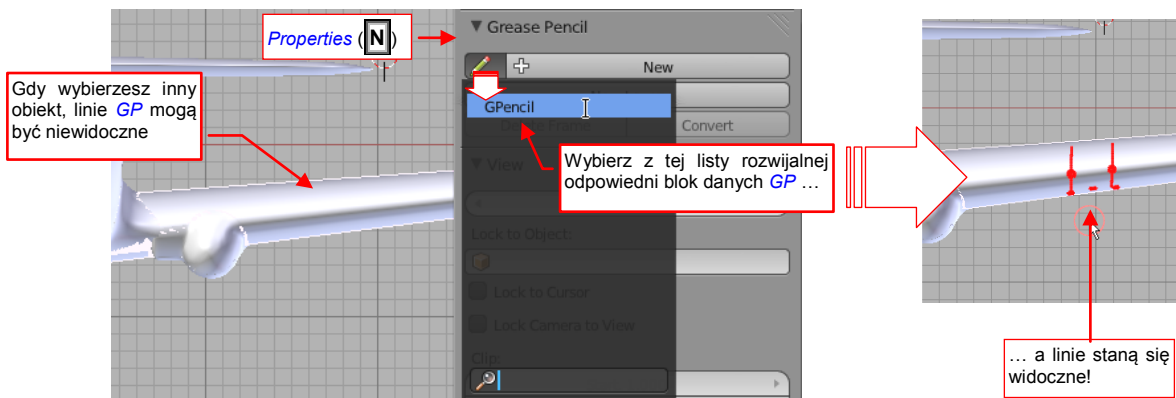 Properties (N)
Gdy wybierzesz inny
obiekt, linie GP mogą
być niewidoczne
Grease Pencil
New
GPencil
Delete Frame
Convert
Wybierz z tej listy rozwijalnej
odpowiedni blok danych GP …
View
Lock to Object:
Lock to Cursor
Lock Camera to View
Clip:
… a linie staną się
widoczne!